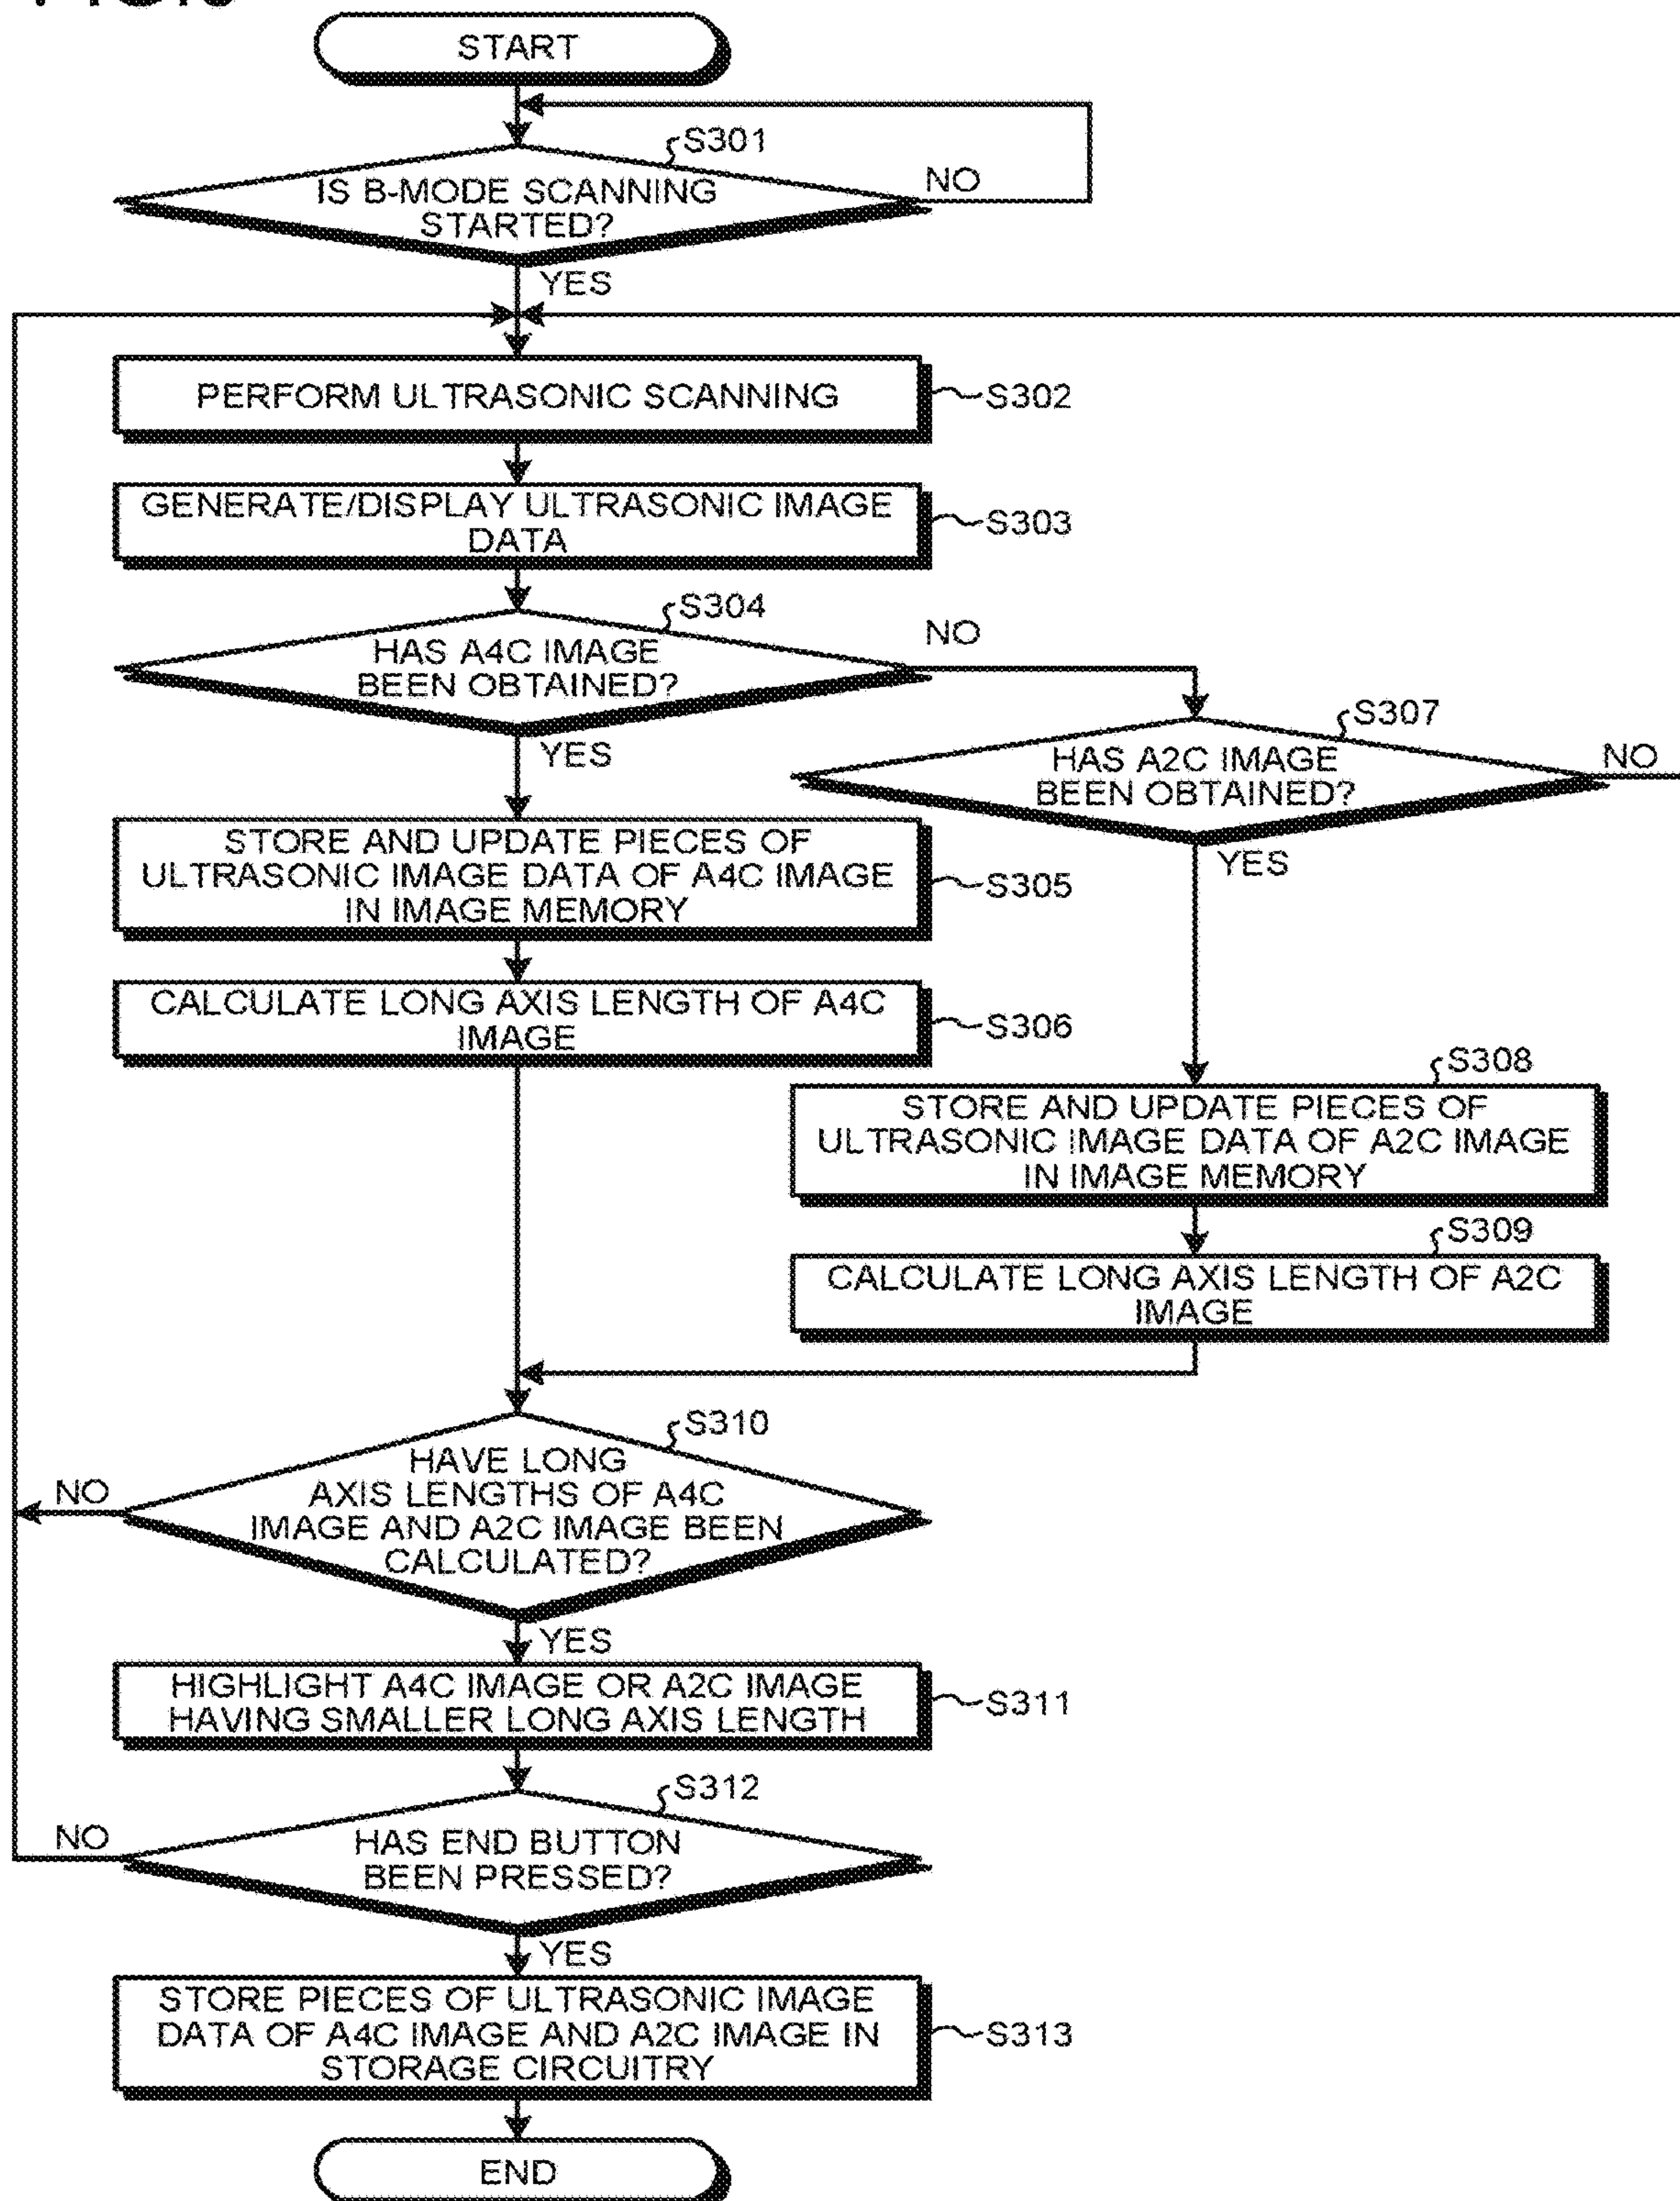 START
S301
IS B-MODE SCANNING
STARTED?
NO
YES
PERFORM ULTRASONIC SCANNING
S302
GENERATE/DISPLAY ULTRASONIC IMAGE
DATA
S303
S304
HAS A4C IMAGE
BEEN OBTAINED?
NO
YES
S307
HAS A2C IMAGE
BEEN OBTAINED?
NO
YES
STORE AND UPDATE PIECES OF
ULTRASONIC IMAGE DATA OF A4C IMAGE
IN IMAGE MEMORY
S305
CALCULATE LONG AXIS LENGTH OF A4C
IMAGE
S306
S308
STORE AND UPDATE PIECES OF
ULTRASONIC IMAGE DATA OF A2C IMAGE
IN IMAGE MEMORY
S309
CALCULATE LONG AXIS LENGTH OF A2C
IMAGE
S310
HAVE LONG
AXIS LENGTHS OF A4C
IMAGE AND A2C IMAGE BEEN
CALCULATED?
NO
YES
HIGHLIGHT A4C IMAGE OR A2C IMAGE
HAVING SMALLER LONG AXIS LENGTH
S311
S312
HAS END BUTTON
BEEN PRESSED?
NO
YES
STORE PIECES OF ULTRASONIC IMAGE
DATA OF A4C IMAGE AND A2C IMAGE IN
STORAGE CIRCUITRY
S313
END